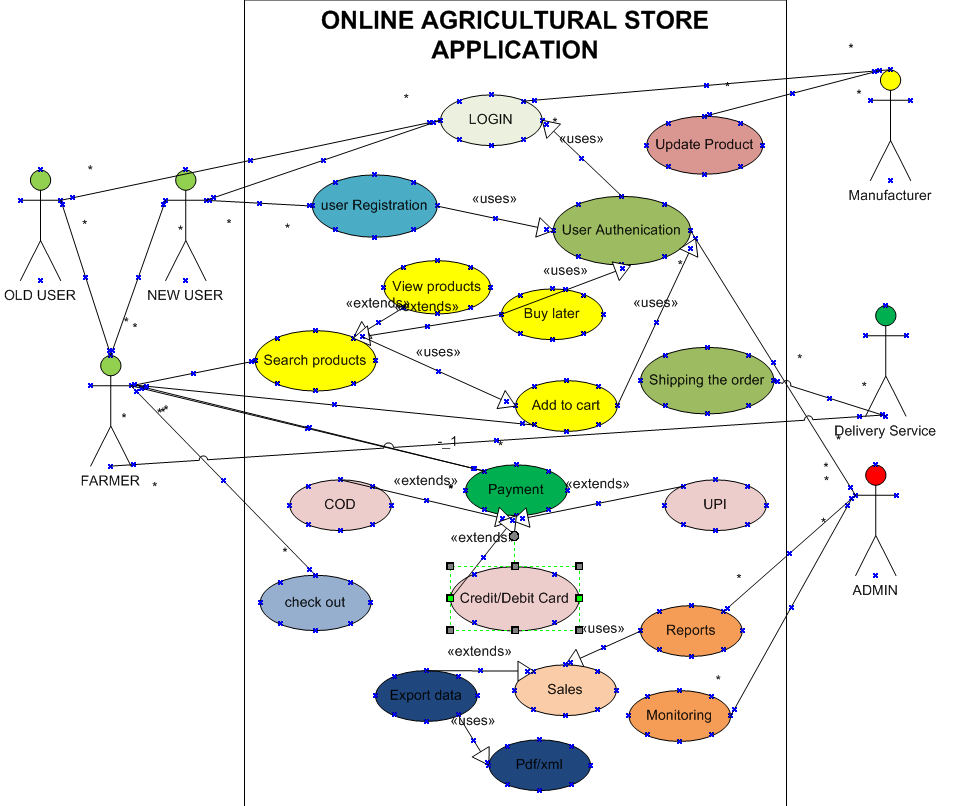 ONLINE AGRICULTURAL STORE
APPLICATION
*
*
*
*
LOGIN
*
«uses»
Update Product
*
Manufacturer
user Registration
«uses»
*
*
*
*
User Authenication
OLD USER
NEW USER
*
«uses»
View products
«extends»
«extends»
«uses»
Buy later
*
*
Search products
«uses»
*
Shipping the order
*
Add to cart
***
*
Delivery Service
-_1
*
*
FARMER
*
«extends»
*
Payment
«extends»
*
*
COD
UPI
*
«extends»
*
ADMIN
*
check out
Credit/Debit Card
«uses»
Reports
«extends»
*
Export data
Sales
Monitoring
«uses»
Pdf/xml